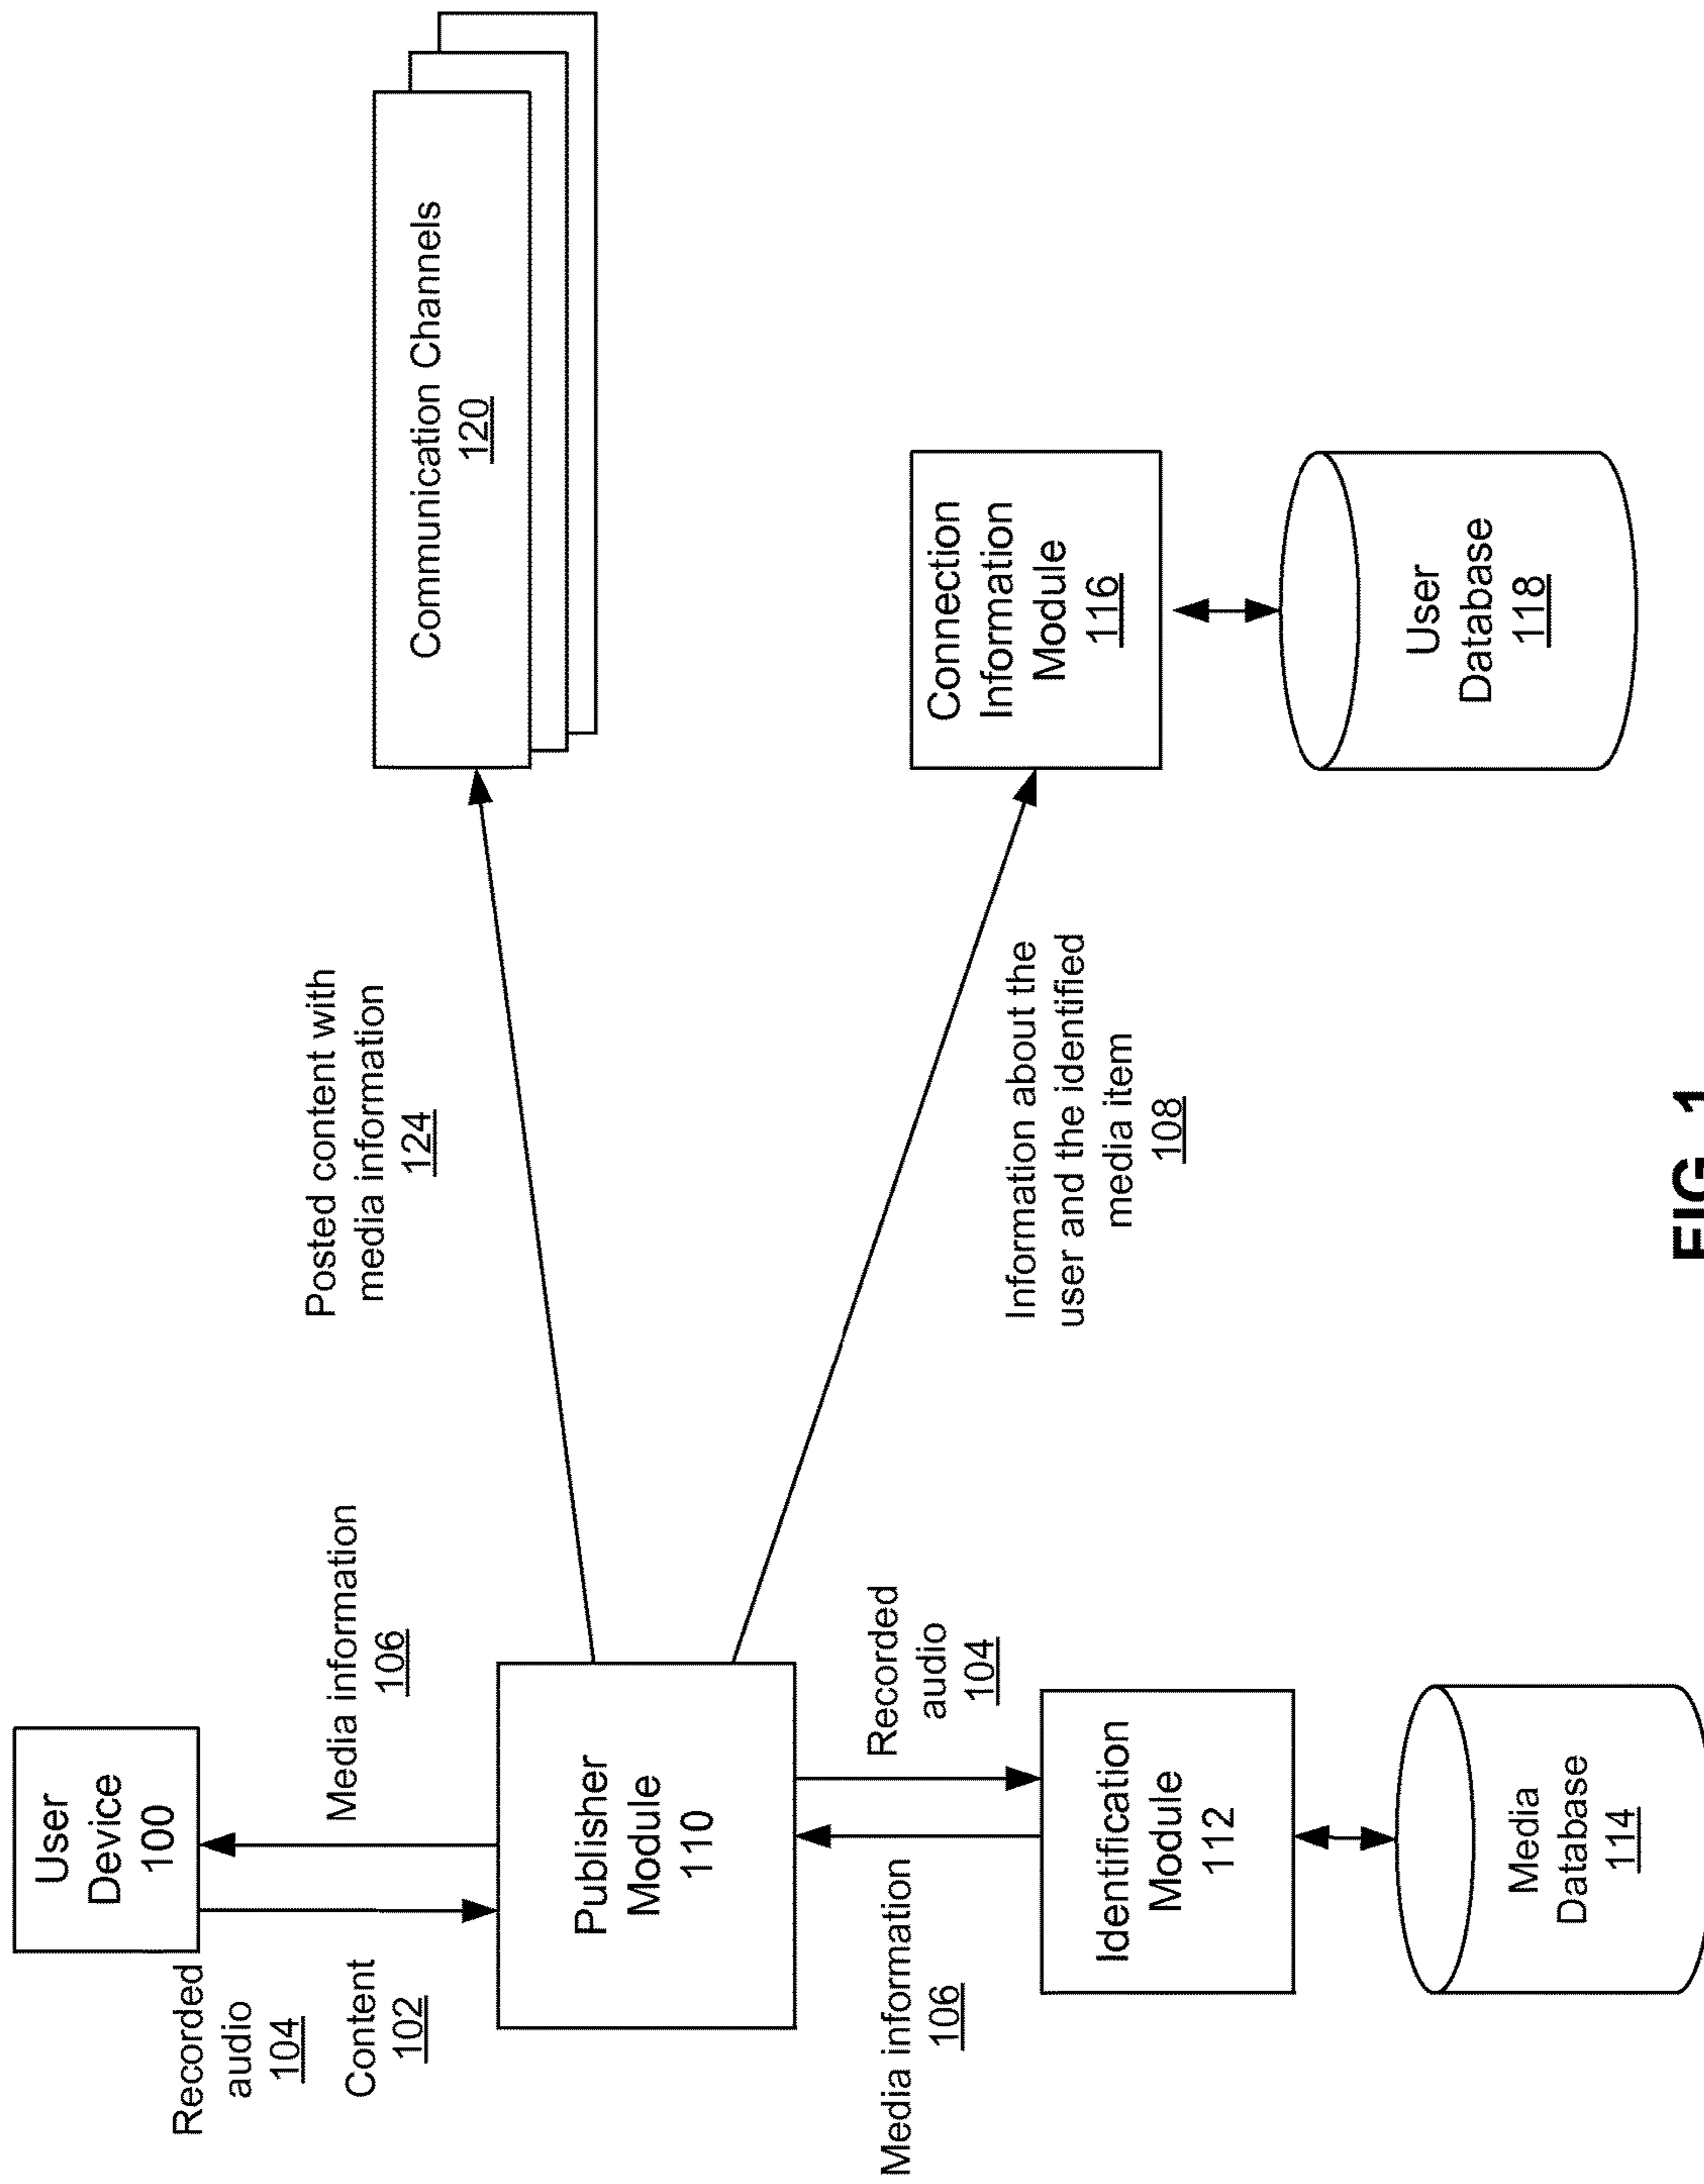 User
Device
100
Recorded
audio
104
Content
102
Media information
106
Publisher
Module
110
Media information
106
Recorded
audio
104
Identification
Module
112
Media
Database
114
Posted content with
media information
124
Information about the
user and the identified
media item
108
Communication Channels
120
Connection
Information
Module
116
User
Database
118
FIG. 1